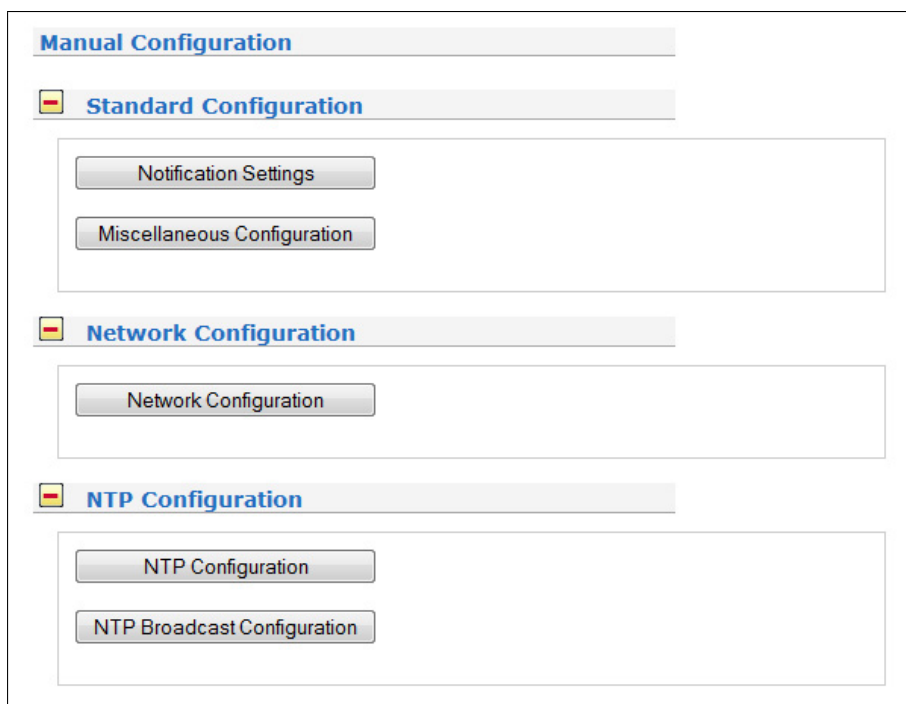 Manual Configuration
Standard Configuration
Notification Settings
Miscellaneous Configuration
Network Configuration
Network Configuration
NTP Configuration
NTP Configuration
NTP Broadcast Configuration